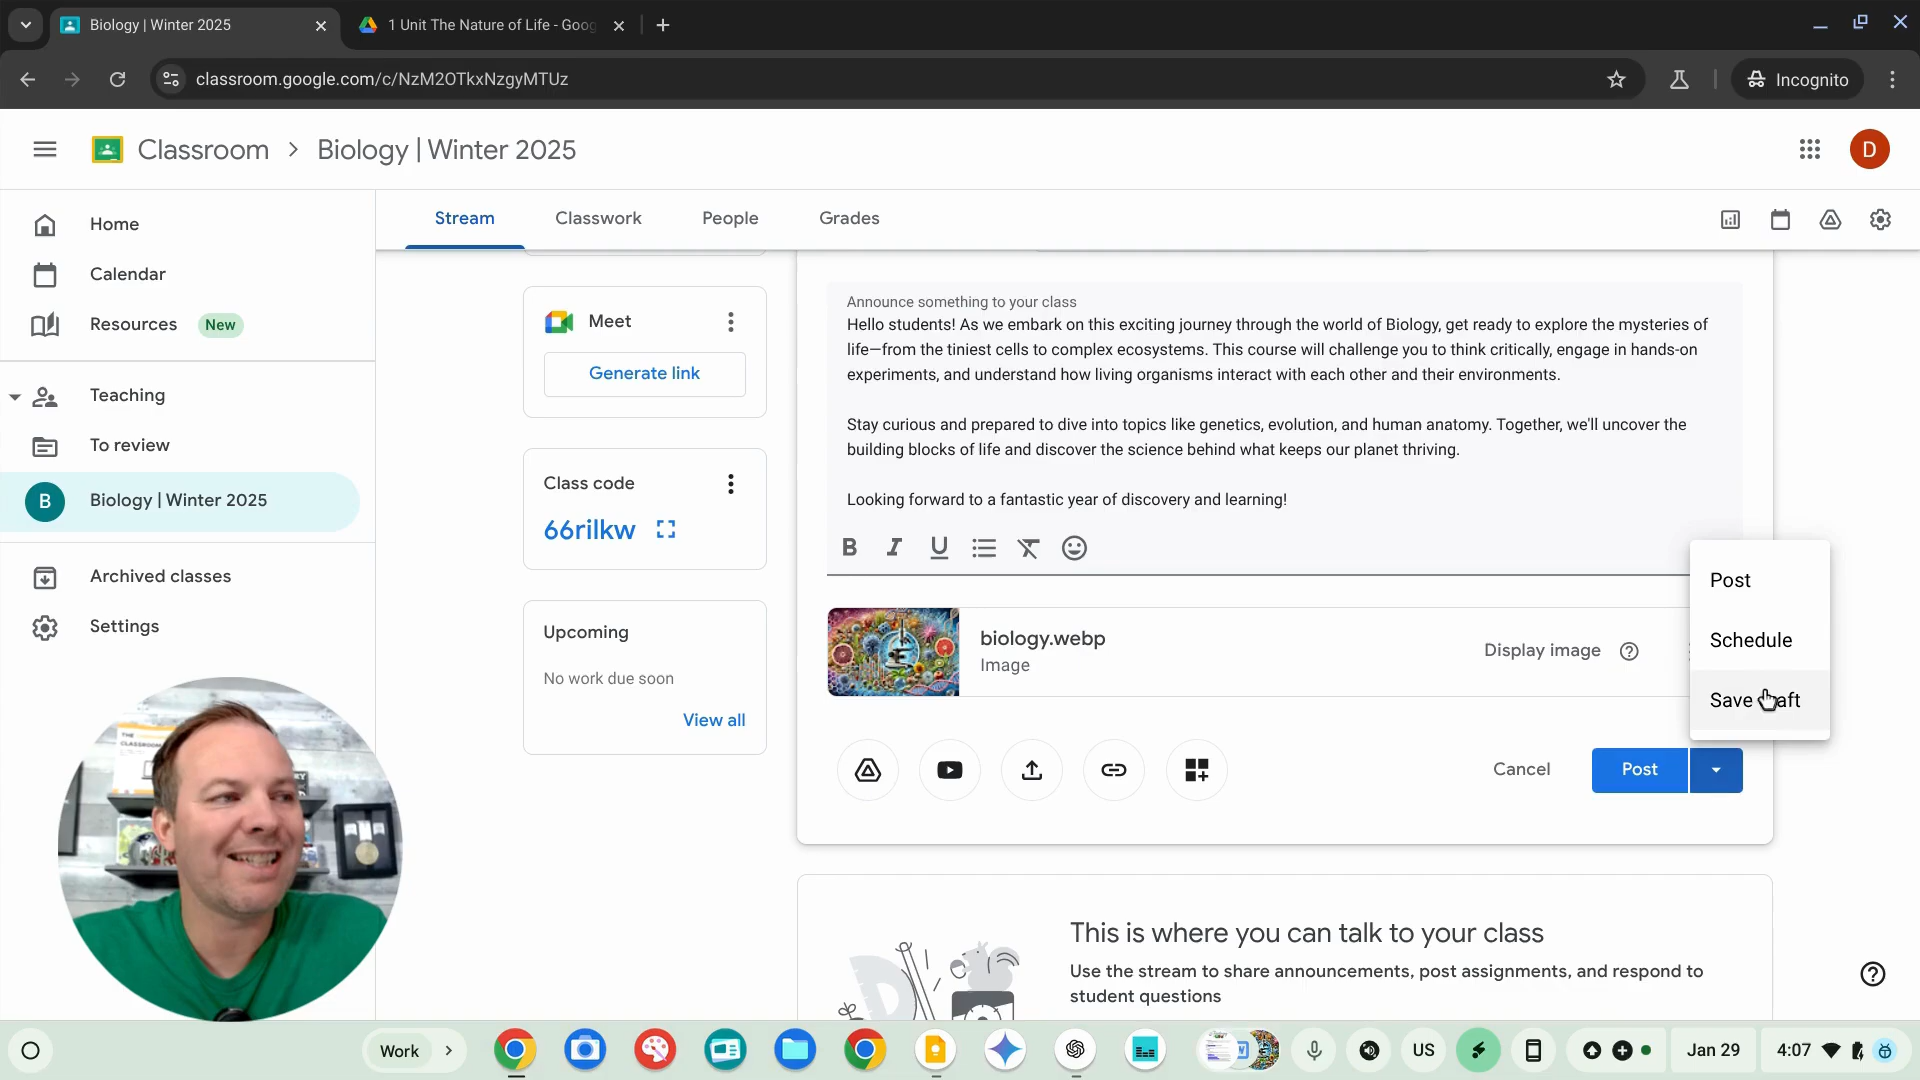 Biology | Winter 2025
1 Unit The Nature of Life - Goog
classroom.google.com/c/NzM2OTkxNzgyMTUz
Incognito
Classroom
Biology | Winter 2025
D
Home
Calendar
Resources New
Teaching
To review
B Biology | Winter 2025
Archived classes
Settings
Stream
Classwork
People
Grades
Meet
Generate link
Class code
66rilkw
Upcoming
No work due soon
View all
Announce something to your class
Hello students! As we embark on this exciting journey through the world of Biology, get ready to explore the mysteries of
life—from the tiniest cells to complex ecosystems. This course will challenge you to think critically, engage in hands-on
experiments, and understand how living organisms interact with each other and their environments.
Stay curious and prepared to dive into topics like genetics, evolution, and human anatomy. Together, we'll uncover the
building blocks of life and discover the science behind what keeps our planet thriving.
Looking forward to a fantastic year of discovery and learning!
B I U
biology.webp
Image
Display image
Post
Schedule
Save
Cancel
Post
This is where you can talk to your class
Use the stream to share announcements, post assignments, and respond to
student questions
Work
US
Jan 29
4:07